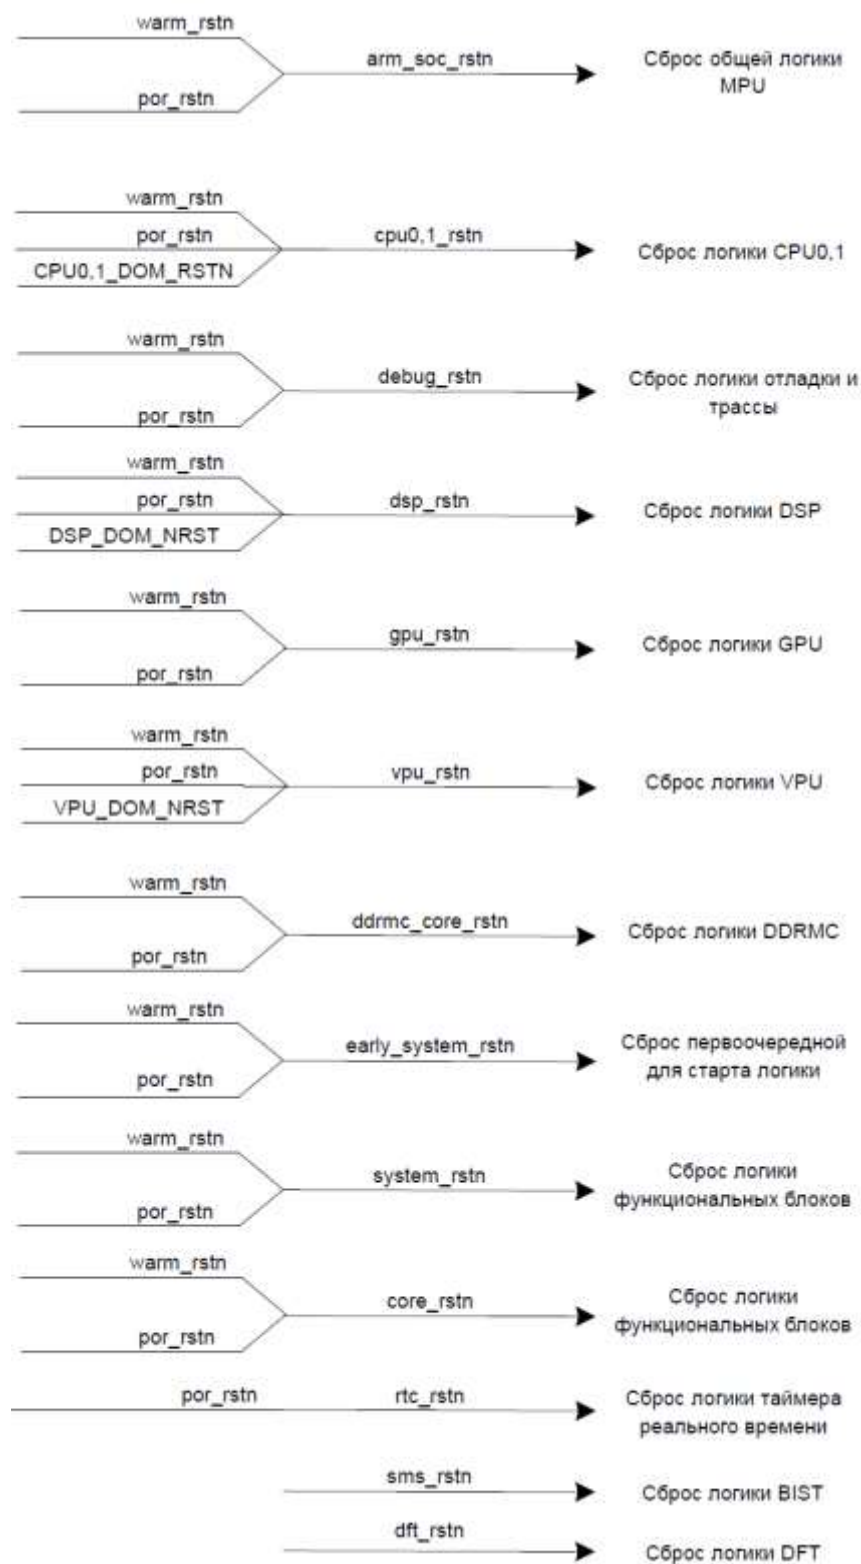 warm_rstn
arm_soc_rstn
Сброс общей логики
MPU
por_rstn
warm_rstn
por_rstn
cpu0,1_rstn
Сброс логики CPU0,1
CPU0,1_DOM_RSTN
warm_rstn
debug_rstn
Сброс логики отладки и
трассы
por_rstn
warm_rstn
por_rstn
dsp_rstn
Сброс логики DSP
DSP_DOM_NRST
warm_rstn
gpu_rstn
Сброс логики GPU
por_rstn
warm_rstn
por_rstn
vpu_rstn
Сброс логики VPU
VPU_DOM_NRST
warm_rstn
ddrmc_core_rstn
Сброс логики DDRMC
por_rstn
warm_rstn
early_system_rstn
Сброс первоочередной
для старта логики
por_rstn
warm_rstn
system_rstn
Сброс логики
функциональных блоков
por_rstn
warm_rstn
core_rstn
Сброс логики
функциональных блоков
por_rstn
por_rstn
rtc_rstn
Сброс логики таймера
реального времени
sms_rstn
Сброс логики BIST
dft_rstn
Сброс логики DFT